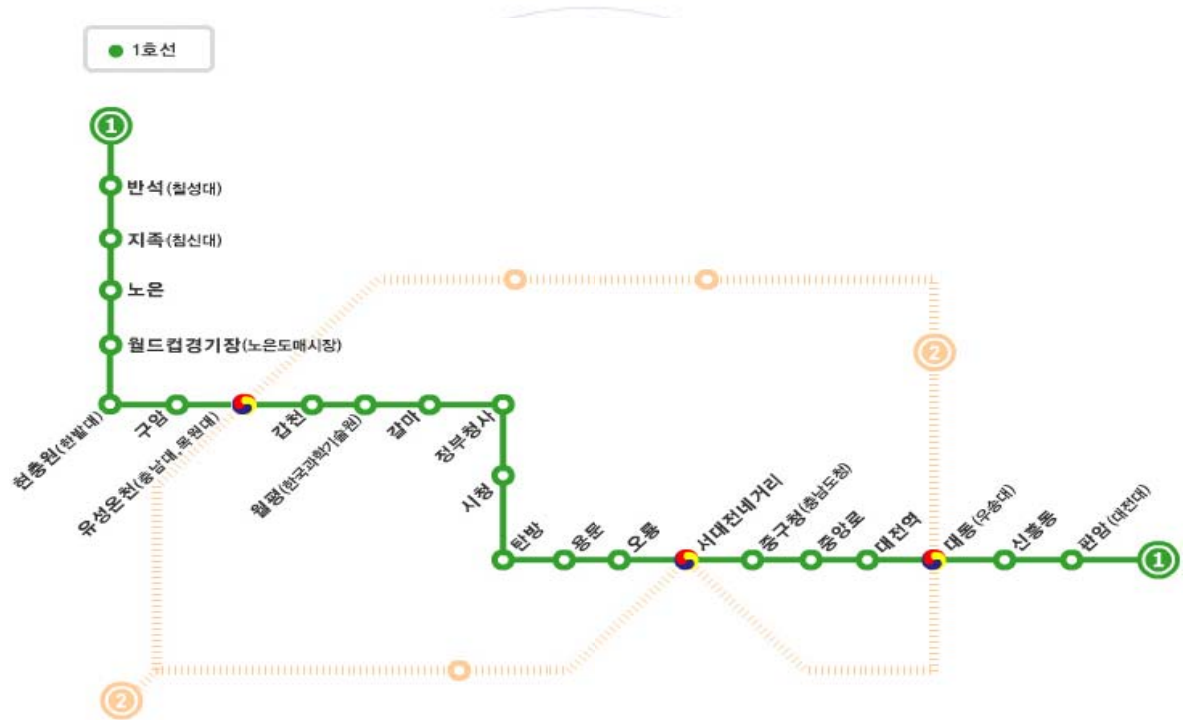 1호선
1
반석(칠성대)
지족(침신대)
노은
월드컵경기장(노은도매시장)
2
현충원(한밭대)
구암
유성온천(충남대,목원대)
갑천
월평(한국과학기술원)
갈마
정부청사
시청
탄방
용문
오룡
서대전네거리
중구청(충남도청)
중앙로
대전역
대동(우송대)
신흥동
판암(대전대)
1
2